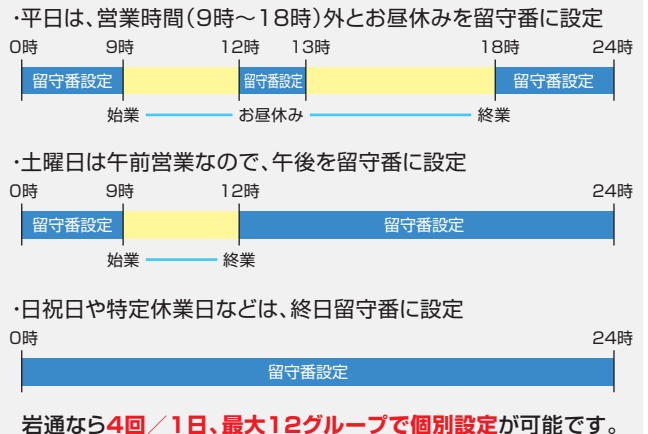 ・平日は、営業時間(9時〜18時)外とお昼休みを留守番に設定
0時 9時 12時 13時 18時 24時
留守番設定 留守番設定 留守番設定
始業 お昼休み 終業
・土曜日は午前営業なので、午後を留守番に設定
0時 9時 12時 24時
留守番設定 留守番設定
始業 終業
・日祝日や特定休業日などは、終日留守番に設定
0時 24時
留守番設定
岩通なら4回／1日、最大12グループで個別設定が可能です。